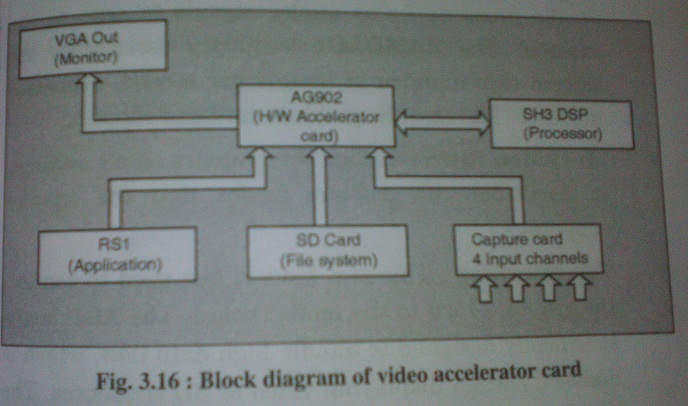 VGA Out
(Monitor)
AG902
(H/W Accelerator
card)
SH3 DSP
(Processor)
RS1
(Application)
SD Card
(File system)
Capture card
4 Input channels
Fig. 3.16 : Block diagram of video accelerator card